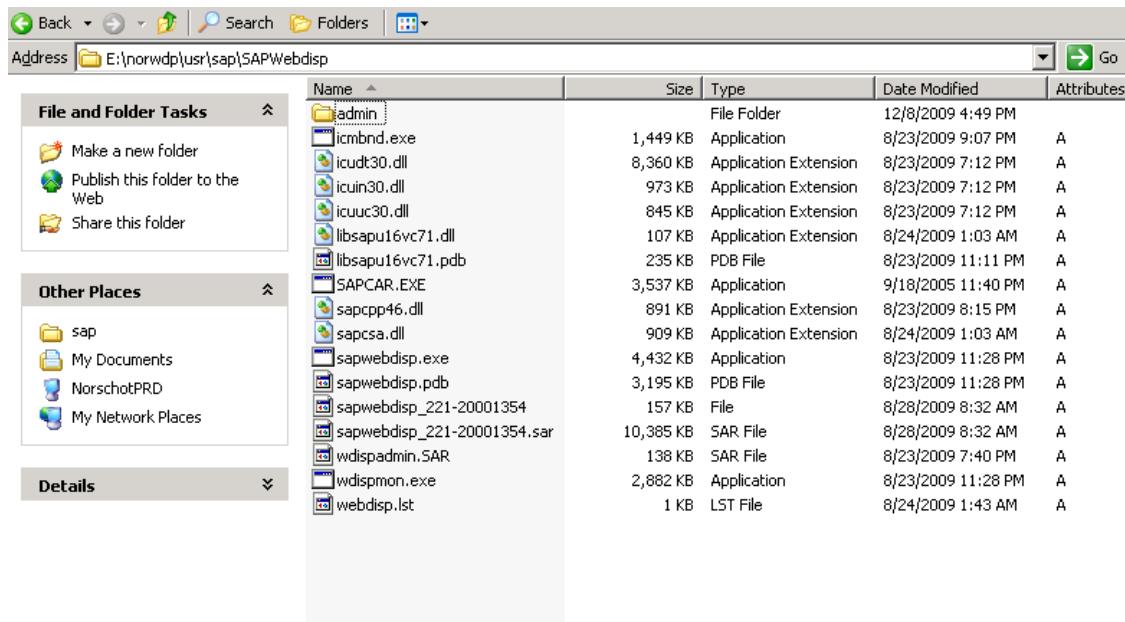 Back Search Folders
Address E:\norwdp\usr\sap\SAPWebdisp Go
File and Folder Tasks
Make a new folder
Publish this folder to the
Web
Share this folder
Other Places
sap
My Documents
NorschotPRD
My Network Places
Details
Name Size Type Date Modified Attributes
admin File Folder 12/8/2009 4:49 PM
icmbnd.exe 1,449 KB Application 8/23/2009 9:07 PM A
icudt30.dll 8,360 KB Application Extension 8/23/2009 7:12 PM A
icuin30.dll 973 KB Application Extension 8/23/2009 7:12 PM A
icuuc30.dll 845 KB Application Extension 8/23/2009 7:12 PM A
libsapu16vc71.dll 107 KB Application Extension 8/24/2009 1:03 AM A
libsapu16vc71.pdb 235 KB PDB File 8/23/2009 11:11 PM A
SAPCAR.EXE 3,537 KB Application 9/18/2005 11:40 PM A
sapcpp46.dll 891 KB Application Extension 8/23/2009 8:15 PM A
sapcsa.dll 909 KB Application Extension 8/24/2009 1:03 AM A
sapwebdisp.exe 4,432 KB Application 8/23/2009 11:28 PM A
sapwebdisp.pdb 3,195 KB PDB File 8/23/2009 11:28 PM A
sapwebdisp_221-20001354 157 KB File 8/28/2009 8:32 AM A
sapwebdisp_221-20001354.sar 10,385 KB SAR File 8/28/2009 8:32 AM A
wdispadmin.SAR 138 KB SAR File 8/23/2009 7:40 PM A
wdispmon.exe 2,882 KB Application 8/23/2009 11:28 PM A
webdisp.lst 1 KB LST File 8/24/2009 1:43 AM A